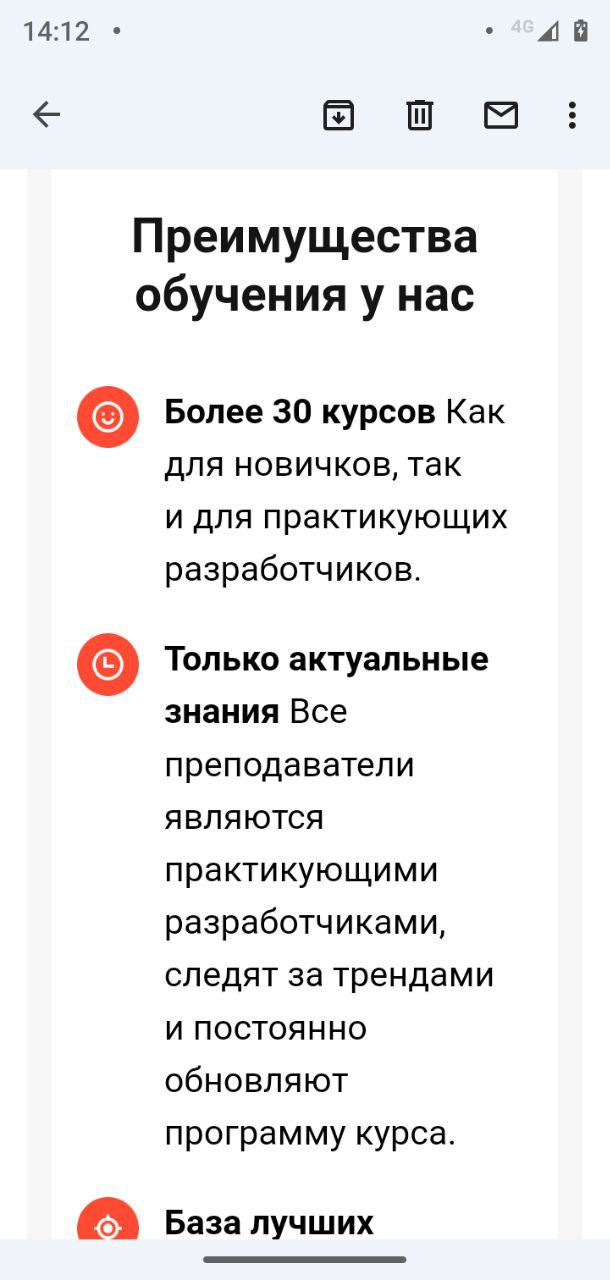 14:12
4G
Преимущества
обучения у нас
Более 30 курсов Как
для новичков, так
и для практикующих
разработчиков.
Только актуальные
знания Все
преподаватели
являются
практикующими
разработчиками,
следят за трендами
и постоянно
обновляют
программу курса.
База лучших